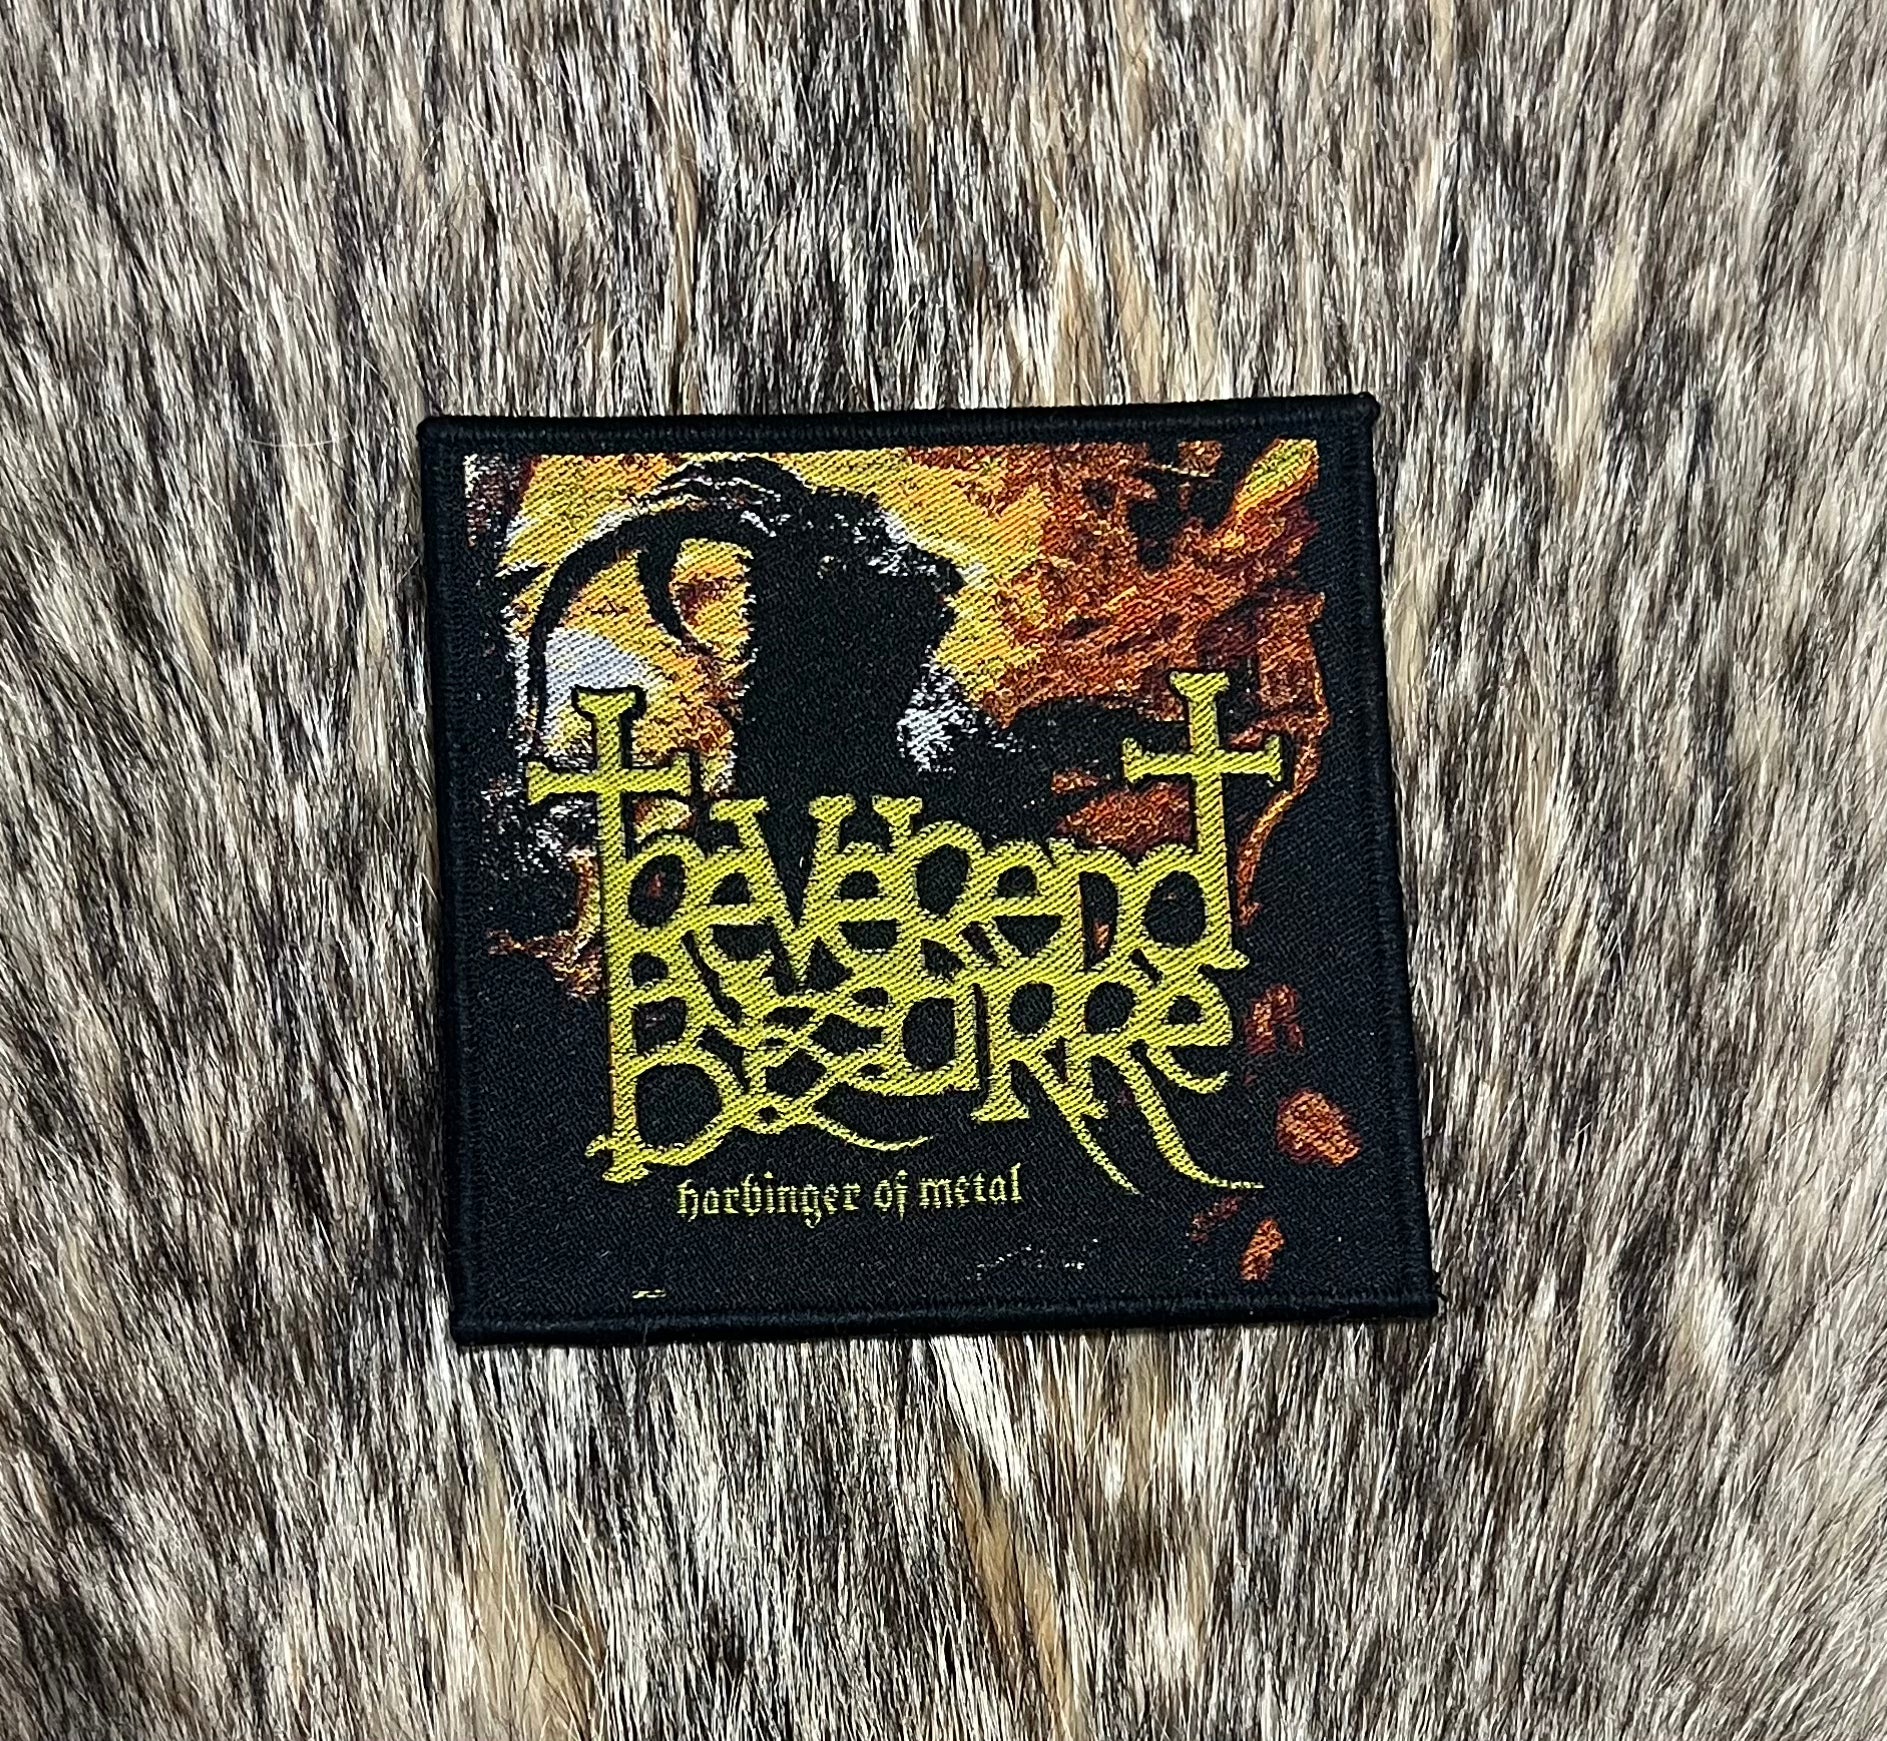 Reverend
Bizarre
harbinger of metal